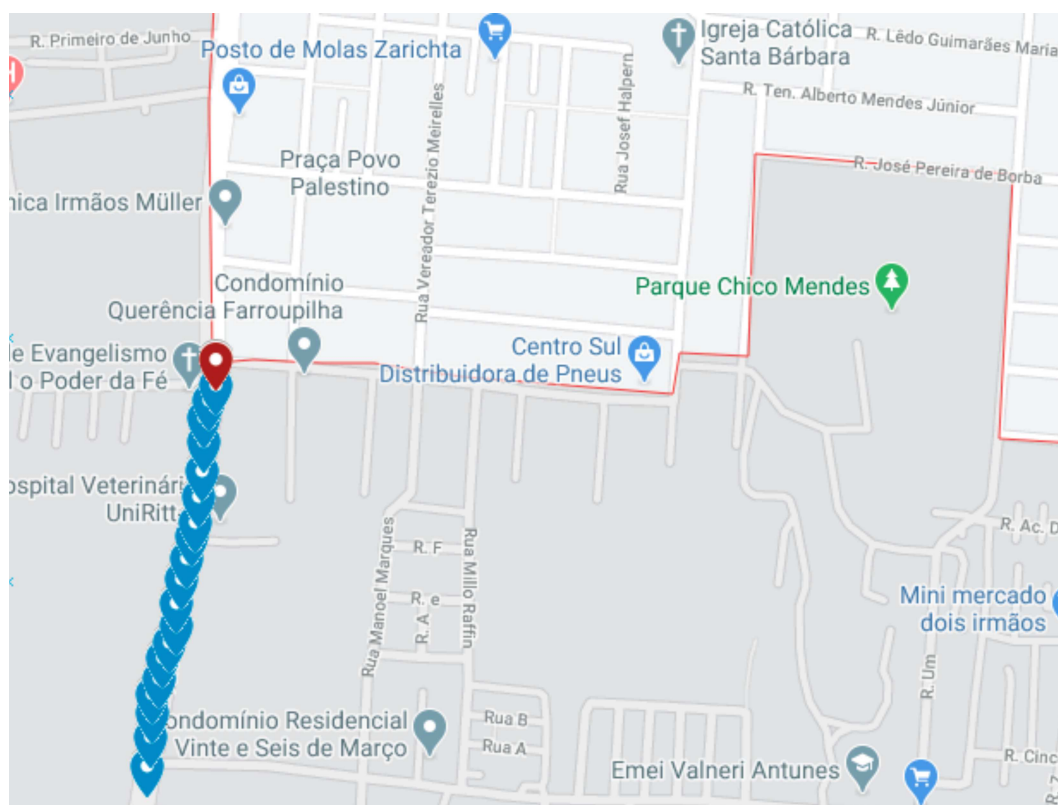 R. Primeiro de Junho
Posto de Molas Zarichta
Igreja Católica
Santa Bárbara
R. Lêdo Guimarães Maria
R. Ten. Alberto Mendes Júnior
Rua Josef Halpern
Rua Vereador Terezio Meirelles
Praça Povo
Palestino
R. José Pereira de Borba
nica Irmãos Müller
Condomínio
Querência Farroupilha
Parque Chico Mendes
e Evangelismo
l o Poder da Fé
Centro Sul
Distribuidora de Pneus
ospital Veterinári
UniRitt
Rua Manoel Marques
R. F
Rua Millo Raffin
R. e
R. A
R. Ac. D
Mini mercado
dois irmãos
R. Um
ondomínio Residencial
Vinte e Seis de Março
Rua B
Rua A
Emei Valneri Antunes
R. Cinc
R. Z